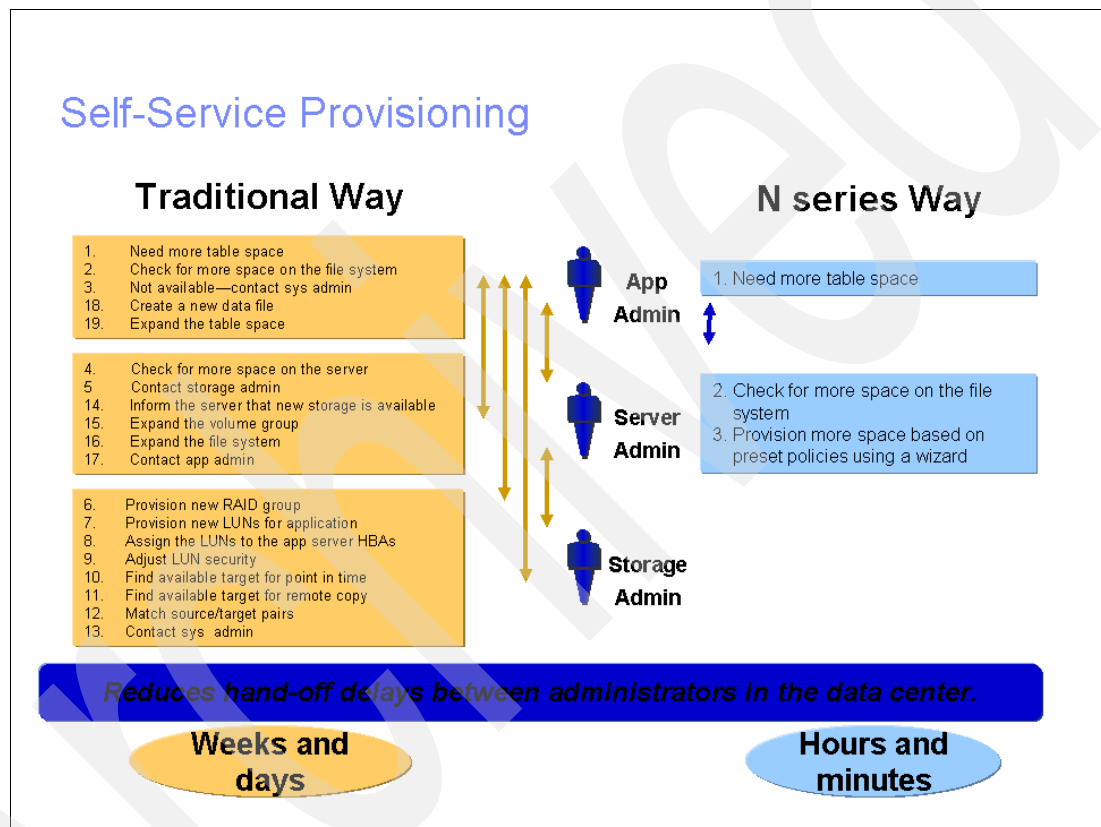 Self-Service Provisioning
Traditional Way
N series Way
1. Need more table space
2. Check for more space on the file system
3. Not available—contact sys admin
18. Create a new data file
19. Expand the table space
4. Check for more space on the server
5 Contact storage admin
14. Inform the server that new storage is available
15. Expand the volume group
16. Expand the file system
17. Contact app admin
6. Provision new RAID group
7. Provision new LUNs for application
8. Assign the LUNs to the app server HBAs
9. Adjust LUN security
10. Find available target for point in time
11. Find available target for remote copy
12. Match source/target pairs
13. Contact sys admin
App
Admin
Server
Admin
Storage
Admin
1. Need more table space
2. Check for more space on the file
system
3. Provision more space based on
preset policies using a wizard
Reduces hand-off delays between administrators in the data center.
Weeks and
days
Hours and
minutes